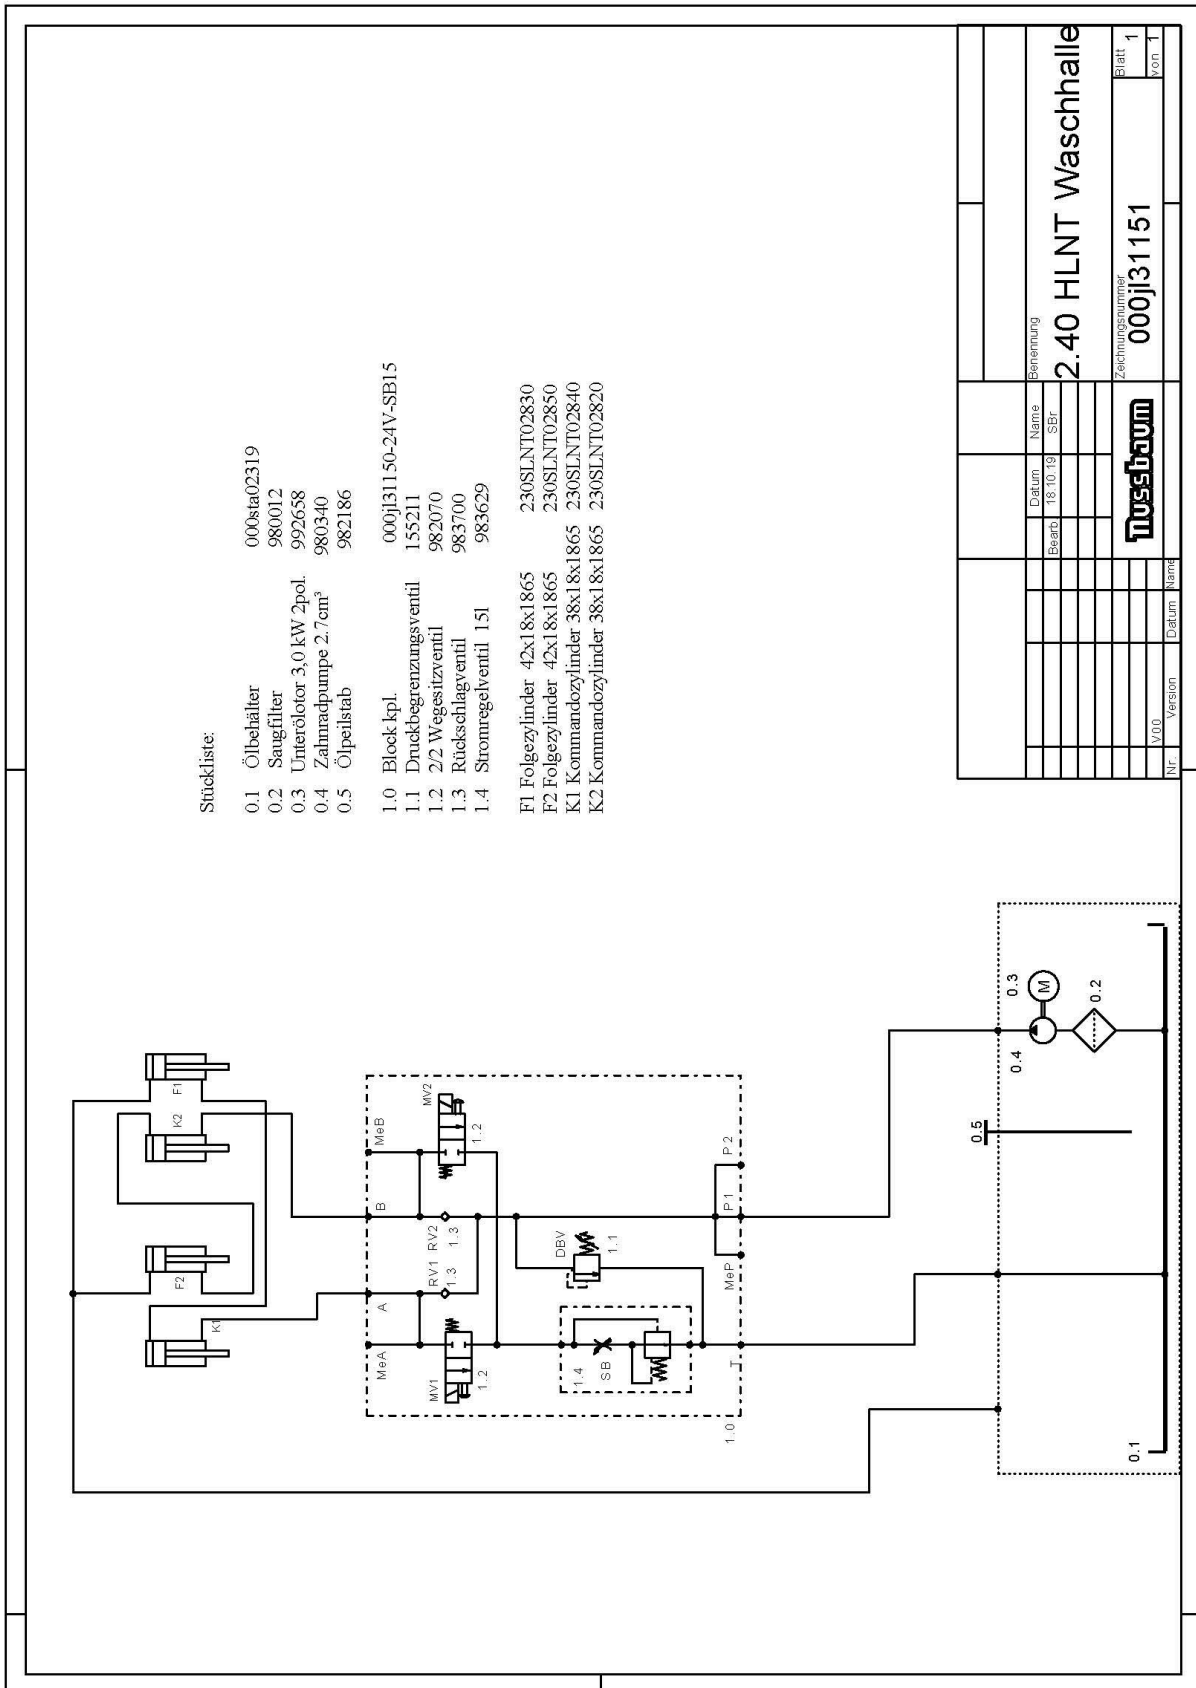 Stückliste:
0.1 Ölbehälter 000sta02319
0.2 Saugfilter 980012
0.3 Unterölotor 3,0 kW 2pol. 992658
0.4 Zahnradpumpe 2.7cm³ 980340
0.5 Ölpeilstab 982186
1.0 Block kpl. 000jl31150-24V-SB15
1.1 Druckbegrenzungsventil 155211
1.2 2/2 Wegesitzventil 982070
1.3 Rückschlagventil 983700
1.4 Stromregelventil 15l 983629
F1 Folgezylinder 42x18x1865 230SLNT02830
F2 Folgezylinder 42x18x1865 230SLNT02850
K1 Kommandozylinder 38x18x1865 230SLNT02840
K2 Kommandozylinder 38x18x1865 230SLNT02820
K1
F2
K2
F1
MeA
A
B
MeB
MV1
1.2
RV1
1.3
RV2
1.3
MV2
1.2
1.4
SB
DBV
1.1
1.0
T
MeP
P1
P2
0.1
0.5
0.4
0.3
M
0.2
Nr.
V00
Version
Datum
Name
Datum
Name
Bearb
18.10.19
SBr
nussbaum
Benennung
2.40 HLNT Waschhalle
Zeichnungsnummer
000jl31151
Blatt 1
von 1